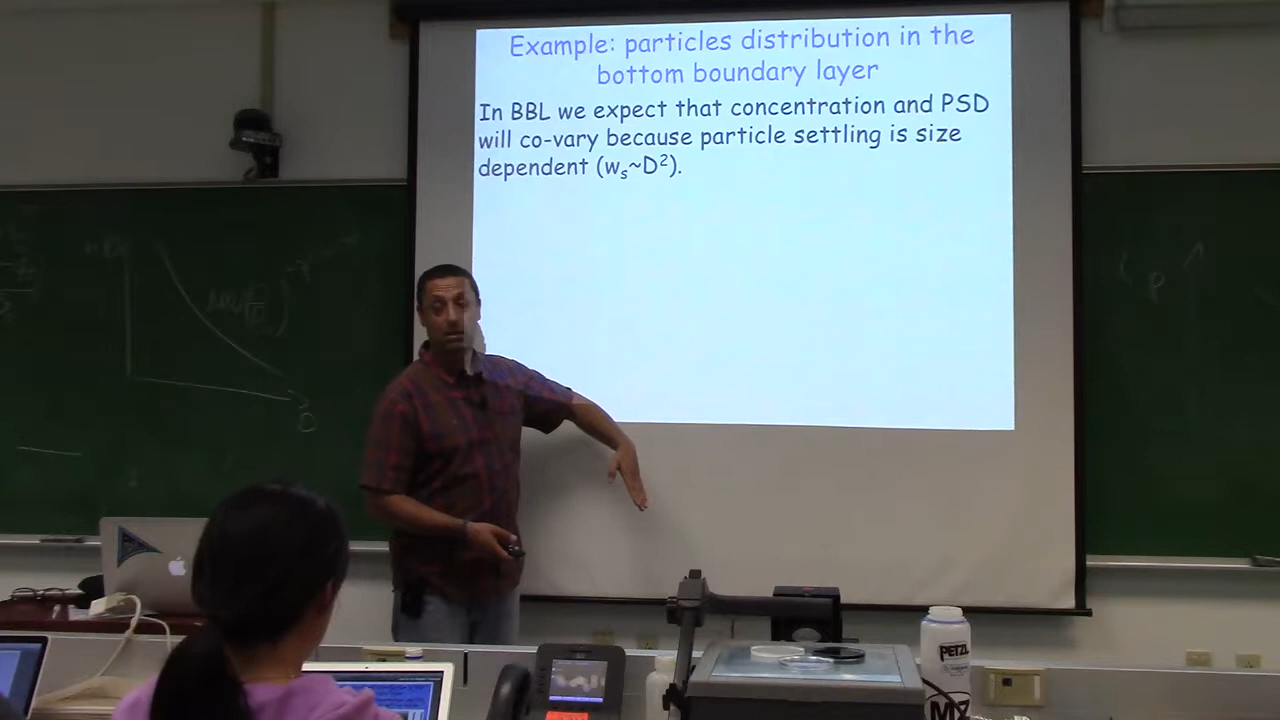 Example: particles distribution in the
bottom boundary layer
In BBL we expect that concentration and PSD
will co-vary because particle settling is size
dependent (wₛ~D²).
D
P
PETZL